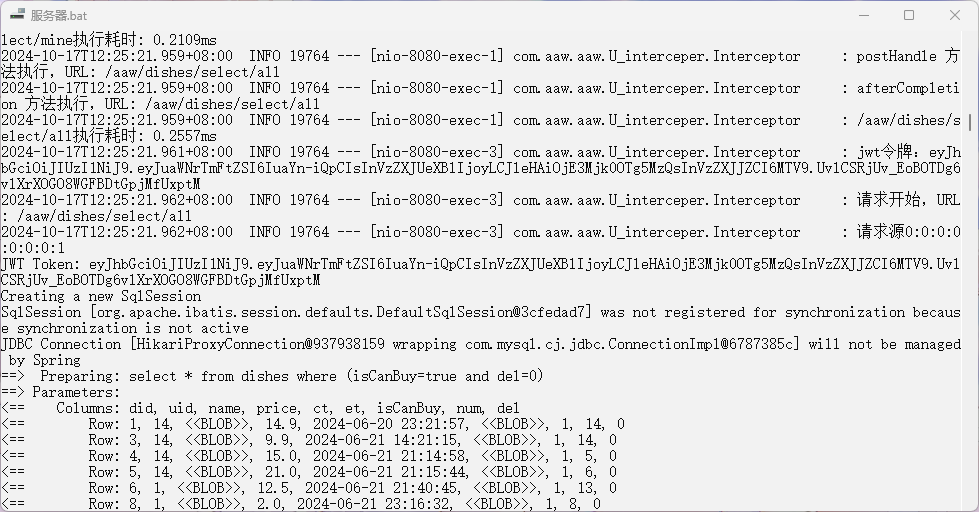 服务器.bat
lect/mine执行耗时: 0.2109ms
2024-10-17T12:25:21.959+08:00  INFO 19764 --- [nio-8080-exec-1] com.aaw.aaw.U_interceper.Interceptor     : postHandle 方
法执行, URL: /aaw/dishes/select/all
2024-10-17T12:25:21.959+08:00  INFO 19764 --- [nio-8080-exec-1] com.aaw.aaw.U_interceper.Interceptor     : afterCompleti
on 方法执行, URL: /aaw/dishes/select/all
2024-10-17T12:25:21.959+08:00  INFO 19764 --- [nio-8080-exec-1] com.aaw.aaw.U_interceper.Interceptor     : /aaw/dishes/s
elect/all执行耗时: 0.2557ms
2024-10-17T12:25:21.961+08:00  INFO 19764 --- [nio-8080-exec-3] com.aaw.aaw.U_interceper.Interceptor     : jwt令牌: eyJh
bGciOiJIUzI1NiJ9.eyJuaWNrTmFtZSI6IuaYn-iQpCIsInVzZXJUeXBlIjoyLCJleHAiOjE3Mjk0OTg5MzQsInVzZXJJZCI6MTV9.Uv1CSRjUv_EoBOTDg6
v1XrXOGO8WGFBDtGpjMfUxptM
2024-10-17T12:25:21.962+08:00  INFO 19764 --- [nio-8080-exec-3] com.aaw.aaw.U_interceper.Interceptor     : 请求开始, URL
: /aaw/dishes/select/all
2024-10-17T12:25:21.962+08:00  INFO 19764 --- [nio-8080-exec-3] com.aaw.aaw.U_interceper.Interceptor     : 请求源0:0:0:0
:0:0:0:1
JWT Token: eyJhbGciOiJIUzI1NiJ9.eyJuaWNrTmFtZSI6IuaYn-iQpCIsInVzZXJUeXBlIjoyLCJleHAiOjE3Mjk0OTg5MzQsInVzZXJJZCI6MTV9.Uv1
CSRjUv_EoBOTDg6v1XrXOGO8WGFBDtGpjMfUxptM
Creating a new SqlSession
SqlSession [org.apache.ibatis.session.defaults.DefaultSqlSession@3cfedad7] was not registered for synchronization becaus
e synchronization is not active
JDBC Connection [HikariProxyConnection@937938159 wrapping com.mysql.cj.jdbc.ConnectionImpl@6787385c] will not be managed
 by Spring
==>  Preparing: select * from dishes where (isCanBuy=true and del=0)
==> Parameters:
<==    Columns: did, uid, name, price, ct, et, isCanBuy, num, del
<==        Row: 1, 14, <<BLOB>>, 14.9, 2024-06-20 23:21:57, <<BLOB>>, 1, 14, 0
<==        Row: 3, 14, <<BLOB>>, 9.9, 2024-06-21 14:21:15, <<BLOB>>, 1, 14, 0
<==        Row: 4, 14, <<BLOB>>, 15.0, 2024-06-21 21:14:58, <<BLOB>>, 1, 5, 0
<==        Row: 5, 14, <<BLOB>>, 21.0, 2024-06-21 21:15:44, <<BLOB>>, 1, 6, 0
<==        Row: 6, 1, <<BLOB>>, 12.5, 2024-06-21 21:40:45, <<BLOB>>, 1, 13, 0
<==        Row: 8, 1, <<BLOB>>, 2.0, 2024-06-21 23:16:32, <<BLOB>>, 1, 8, 0